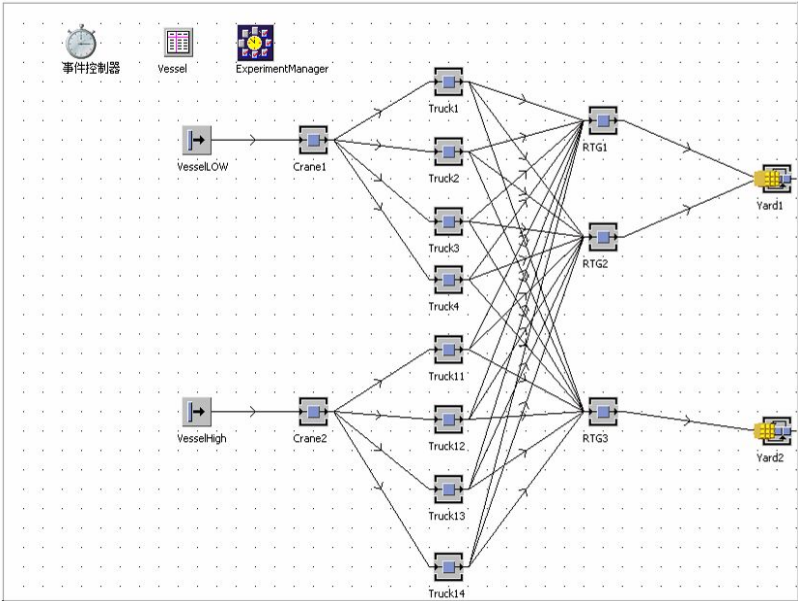 事件控制器
Vessel
ExperimentManager
Truck1
VesselLOW
Crane1
RTG1
Truck2
Yard1
Truck3
RTG2
Truck4
Truck11
VesselHigh
Crane2
Truck12
RTG3
Yard2
Truck13
Truck14